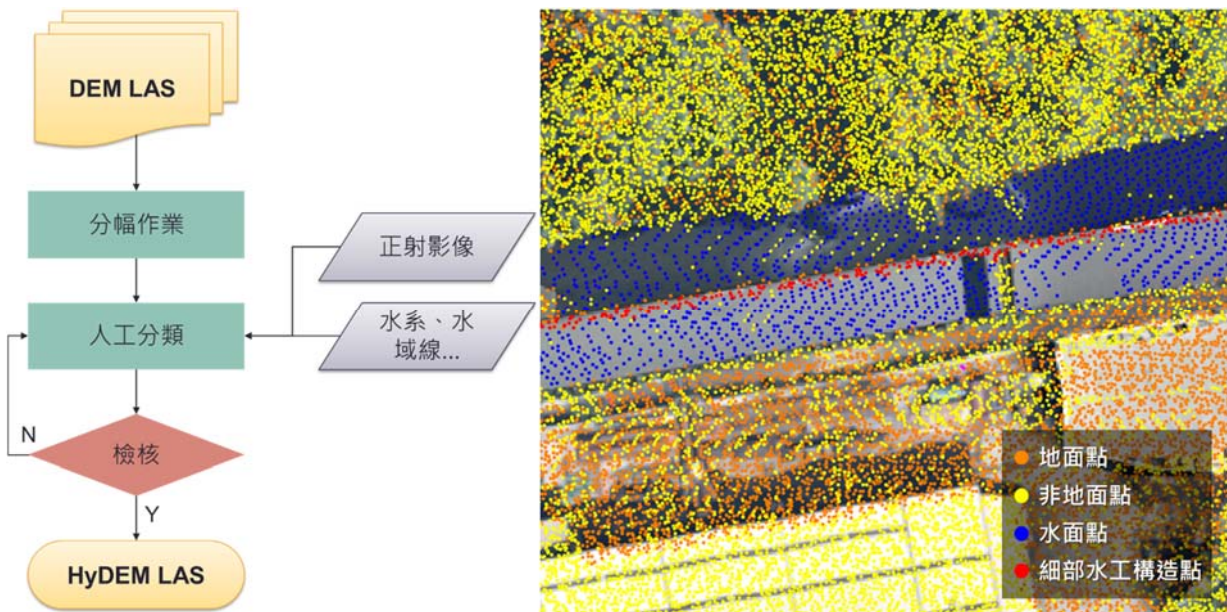 DEM LAS
分幅作業
正射影像
人工分類
水系、水
域線...
N
檢核
Y
HyDEM LAS
地面點
非地面點
水面點
細部水工構造點